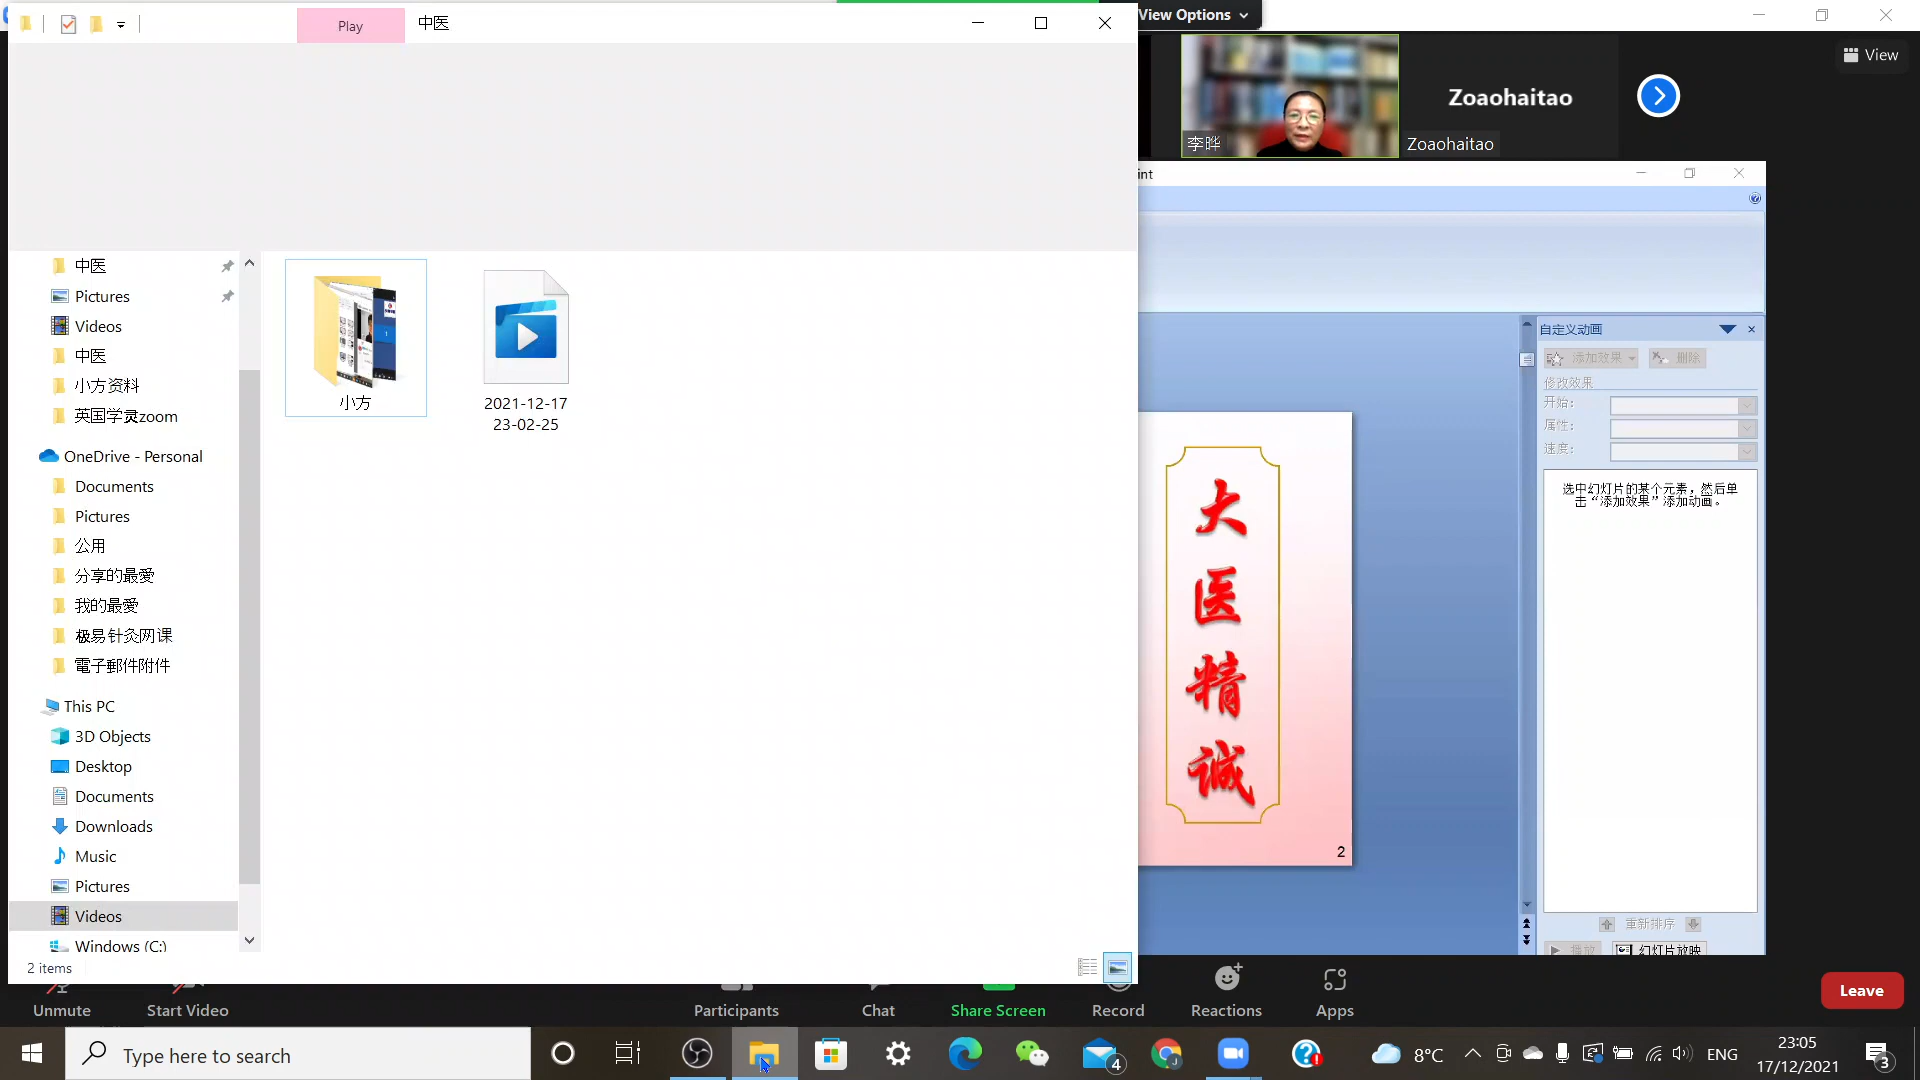 Play
中医
View Options
View
李晔
Zoaohaitao
Zoaohaitao
int
中医
Pictures
Videos
中医
小方资料
英国学灵zoom
OneDrive - Personal
Documents
Pictures
公用
分享的最愛
我的最愛
极易针灸网课
電子郵件附件
This PC
3D Objects
Desktop
Documents
Downloads
Music
Pictures
Videos
Windows (C:)
2 items
小方
2021-12-17
23-02-25
大
医
精
诚
2
自定义动画
添加效果
删除
修改效果
开始:
属性:
速度:
选中幻灯片的某个元素，然后单
击“添加效果”添加动画。
重新排序
播放
幻灯片放映
Unmute
Start Video
Participants
Chat
Share Screen
Record
Reactions
Apps
Leave
Type here to search
4
8°C
ENG
23:05
17/12/2021
3